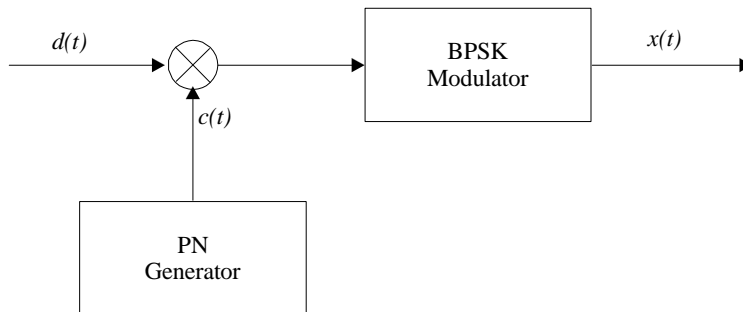 d(t)
BPSK
Modulator
x(t)
c(t)
PN
Generator